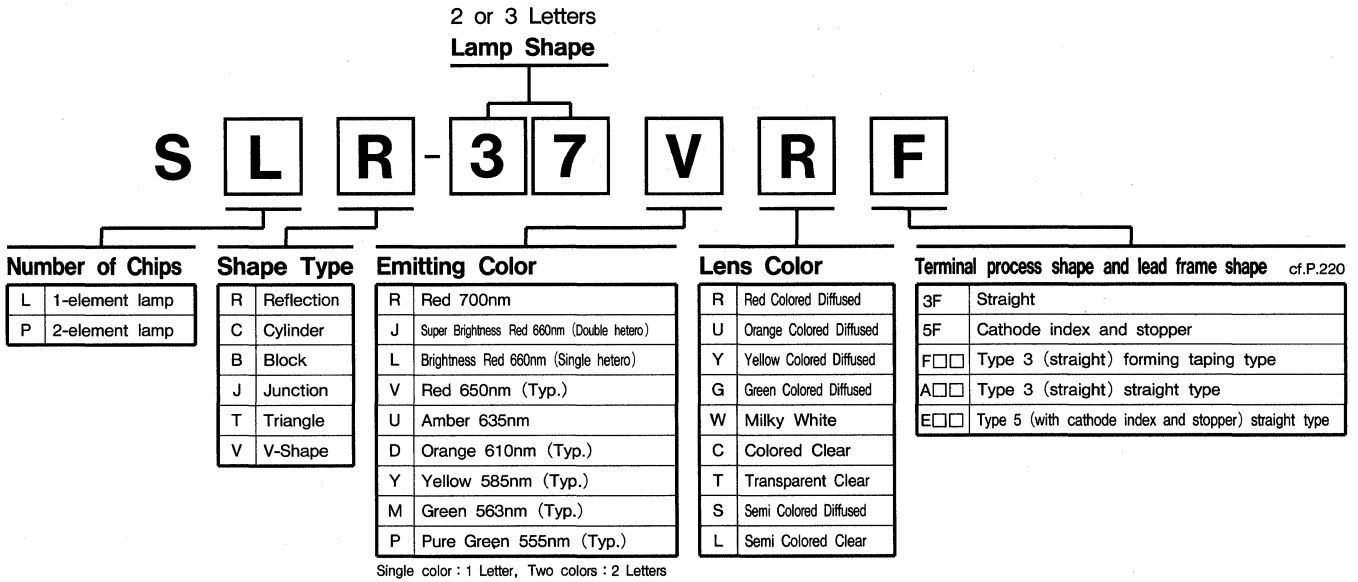 2 or 3 Letters
Lamp Shape
S L R - 3 7 V R F
Number of Chips
L 1-element lamp
P 2-element lamp
Shape Type
R Reflection
C Cylinder
B Block
J Junction
T Triangle
V V-Shape
Emitting Color
R Red 700nm
J Super Brightness Red 660nm (Double hetero)
L Brightness Red 660nm (Single hetero)
V Red 650nm (Typ.)
U Amber 635nm
D Orange 610nm (Typ.)
Y Yellow 585nm (Typ.)
M Green 563nm (Typ.)
P Pure Green 555nm (Typ.)
Single color : 1 Letter, Two colors : 2 Letters
Lens Color
R Red Colored Diffused
U Orange Colored Diffused
Y Yellow Colored Diffused
G Green Colored Diffused
W Milky White
C Colored Clear
T Transparent Clear
S Semi Colored Diffused
L Semi Colored Clear
Terminal process shape and lead frame shape cf.P.220
3F Straight
5F Cathode index and stopper
F□□ Type 3 (straight) forming taping type
A□□ Type 3 (straight) straight type
E□□ Type 5 (with cathode index and stopper) straight type